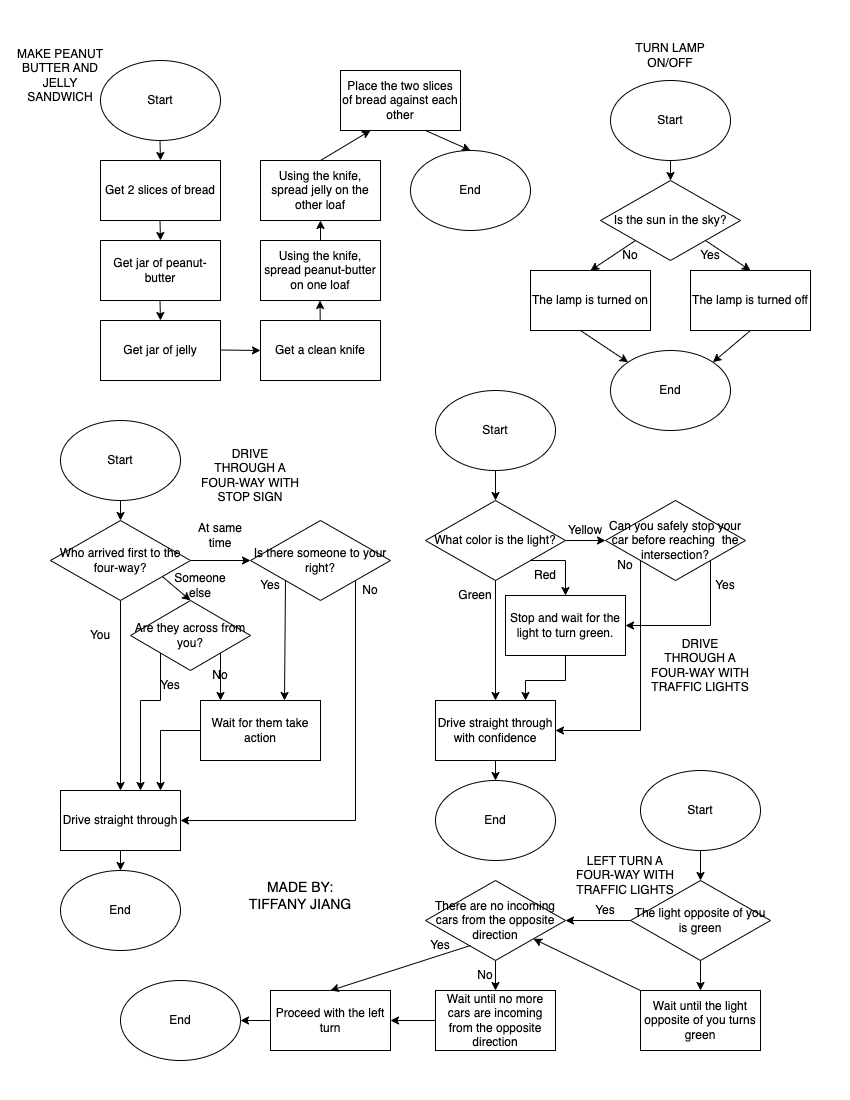 MAKE PEANUT
BUTTER AND
JELLY
SANDWICH
Start
Get 2 slices of bread
Get jar of peanut-
butter
Get jar of jelly
Get a clean knife
Using the knife,
spread peanut-butter
on one loaf
Using the knife,
spread jelly on the
other loaf
Place the two slices
of bread against each
other
End
TURN LAMP
ON/OFF
Start
Is the sun in the sky?
No
Yes
The lamp is turned on
The lamp is turned off
End
DRIVE
THROUGH A
FOUR-WAY WITH
STOP SIGN
Start
Who arrived first to the
four-way?
At same
time
Is there someone to your
right?
Someone
else
Yes
No
You
Are they across from
you?
Yes
No
Wait for them take
action
Drive straight through
End
Start
What color is the light?
Yellow
Can you safely stop your
car before reaching  the
intersection?
Red
No
Yes
Green
Stop and wait for the
light to turn green.
DRIVE
THROUGH A
FOUR-WAY WITH
TRAFFIC LIGHTS
Drive straight through
with confidence
End
MADE BY:
TIFFANY JIANG
Start
LEFT TURN A
FOUR-WAY WITH
TRAFFIC LIGHTS
The light opposite of you
is green
Yes
There are no incoming
cars from the opposite
direction
Yes
No
Wait until the light
opposite of you turns
green
Wait until no more
cars are incoming
from the opposite
direction
Proceed with the left
turn
End